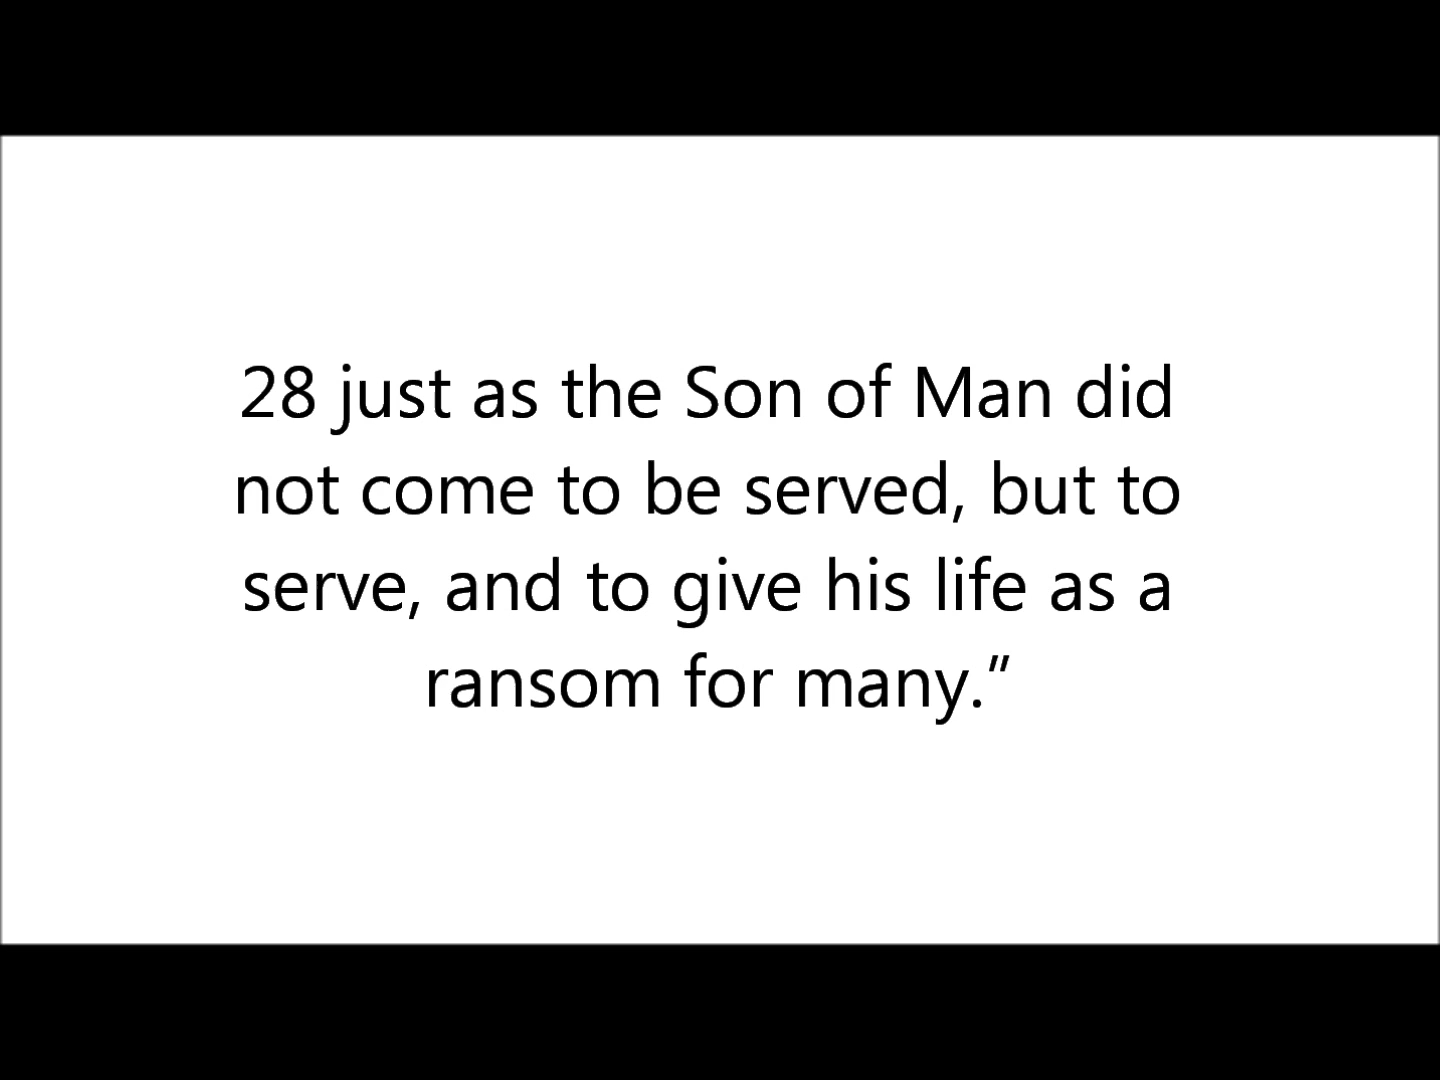 28 just as the Son of Man did
not come to be served, but to
serve, and to give his life as a
ransom for many.”